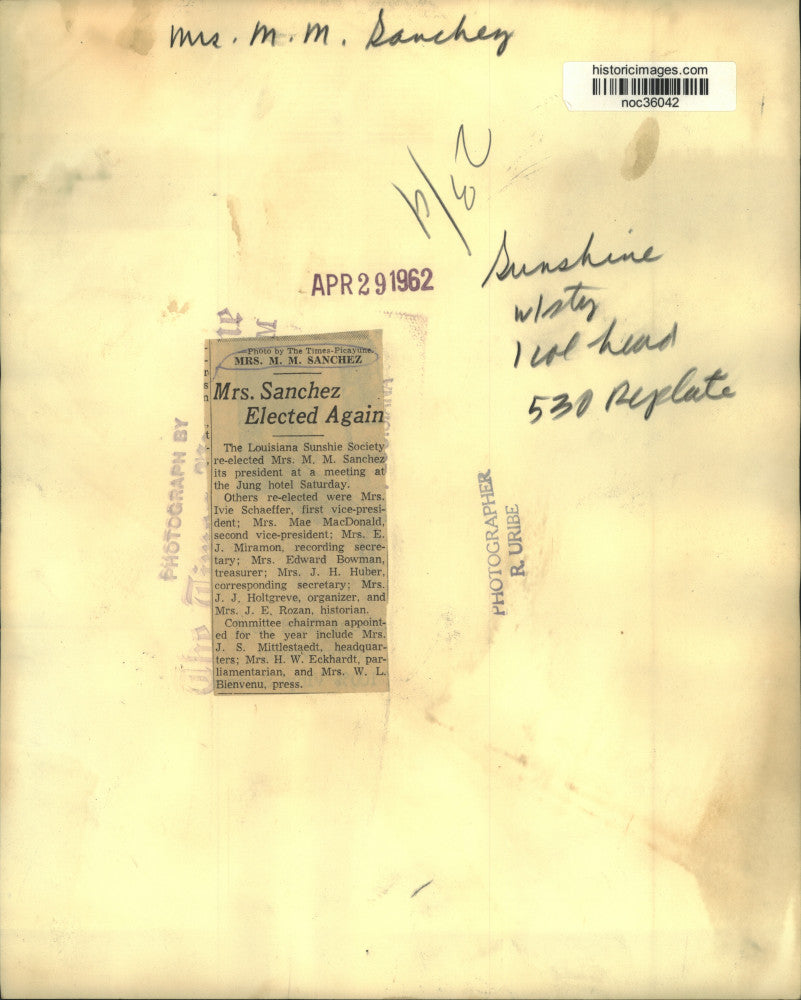 Mrs. M. M. Sanchez
historicimages.com
noc36042
Sunshine
w/sty
1 col head
530 Replate
APR 29 1962
PHOTOGRAPH BY
The Times
PHOTOGRAPHER
R. URIBE
—Photo by The Times-Picayune.
MRS. M. M. SANCHEZ
Mrs. Sanchez
Elected Again
The Louisiana Sunshie Society
re-elected Mrs. M. M. Sanchez
its president at a meeting at
the Jung hotel Saturday.
Others re-elected were Mrs.
Ivie Schaeffer, first vice-presi-
dent; Mrs. Mae MacDonald,
second vice-president; Mrs. E.
J. Miramon, recording secre-
tary; Mrs. Edward Bowman,
treasurer; Mrs. J. H. Huber,
corresponding secretary; Mrs.
J. J. Holtgreve, organizer, and
Mrs. J. E. Rozan, historian.
Committee chairman appoint-
ed for the year include Mrs.
J. S. Mittlestaedt, headquar-
ters; Mrs. H. W. Eckhardt, par-
liamentarian, and Mrs. W. L.
Bienvenu, press.